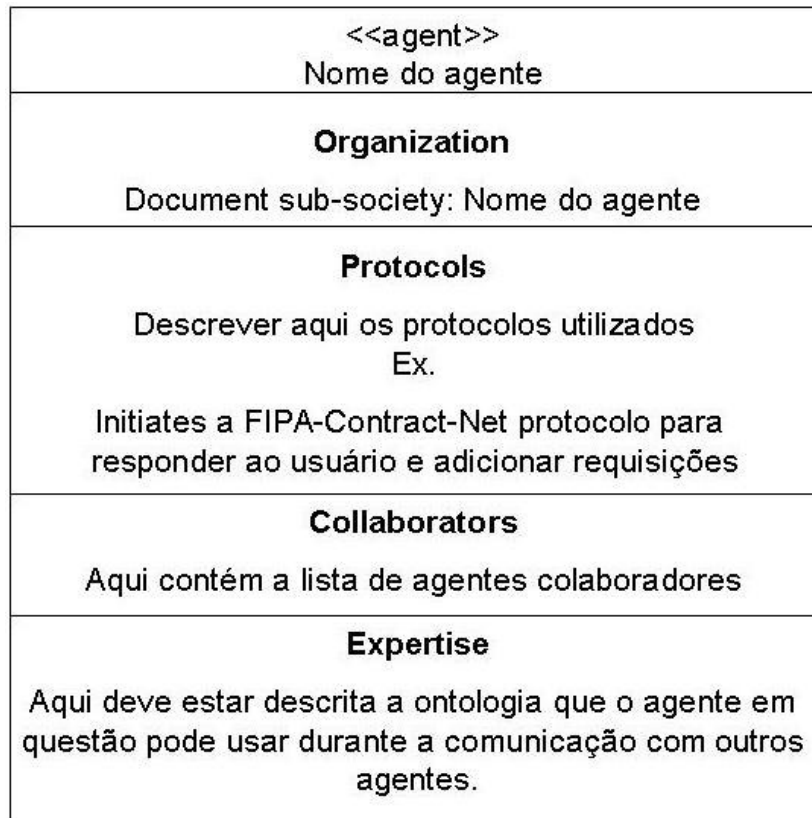 <<agent>>
Nome do agente
Organization
Document sub-society: Nome do agente
Protocols
Descrever aqui os protocolos utilizados
Ex.
Initiates a FIPA-Contract-Net protocolo para
responder ao usuário e adicionar requisições
Collaborators
Aqui contém a lista de agentes colaboradores
Expertise
Aqui deve estar descrita a ontologia que o agente em
questão pode usar durante a comunicação com outros
agentes.